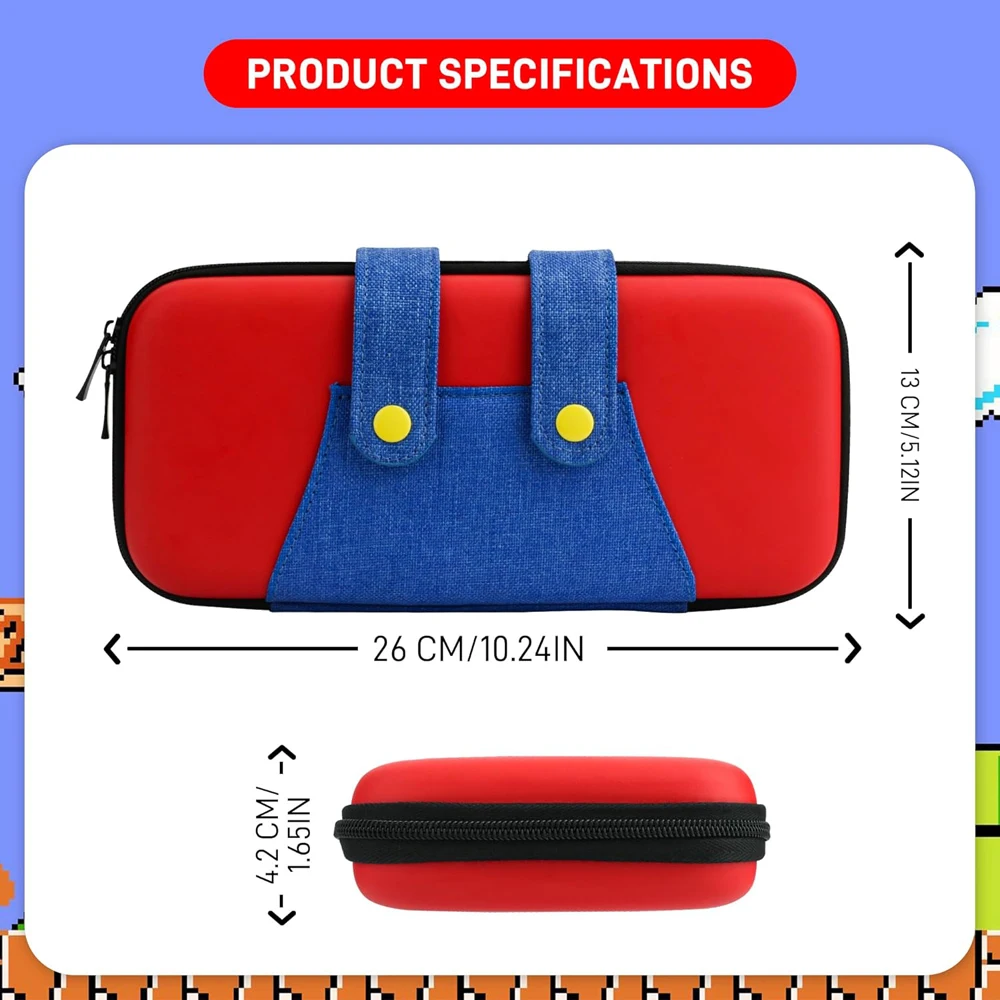 PRODUCT SPECIFICATIONS
13 CM/5.12IN
26 CM/10.24IN
4.2 CM/
1.65IN